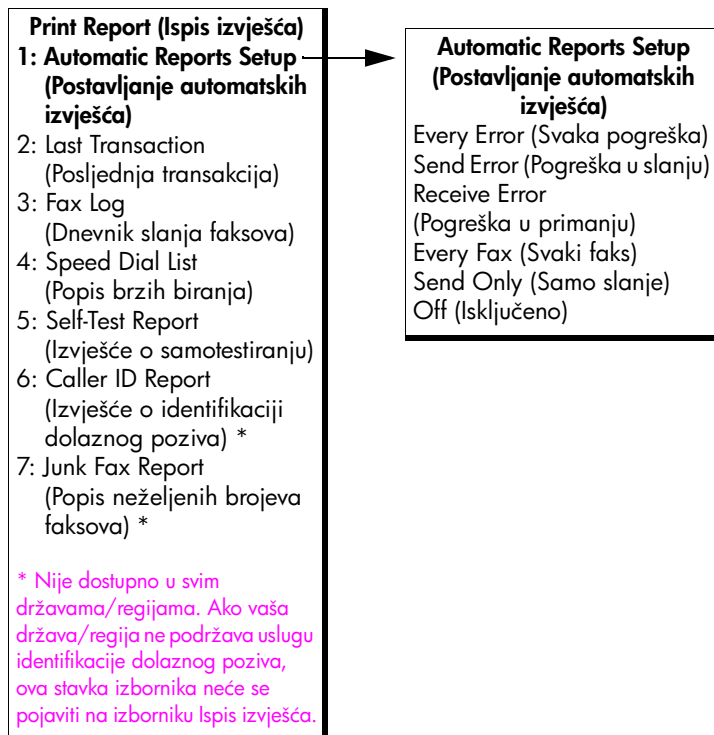 Print Report (Ispis izvješća)
1: Automatic Reports Setup
(Postavljanje automatskih
izvješća)
2: Last Transaction
(Posljednja transakcija)
3: Fax Log
(Dnevnik slanja faksova)
4: Speed Dial List
(Popis brzih biranja)
5: Self-Test Report
(Izvješće o samotestiranju)
6: Caller ID Report
(Izvješće o identifikaciji
dolaznog poziva) *
7: Junk Fax Report
(Popis neželjenih brojeva
faksova) *
* Nije dostupno u svim
državama/regijama. Ako vaša
država/regija ne podržava uslugu
identifikacije dolaznog poziva,
ova stavka izbornika neće se
pojaviti na izborniku Ispis izvješća.
Automatic Reports Setup
(Postavljanje automatskih
izvješća)
Every Error (Svaka pogreška)
Send Error (Pogreška u slanju)
Receive Error
(Pogreška u primanju)
Every Fax (Svaki faks)
Send Only (Samo slanje)
Off (Isključeno)